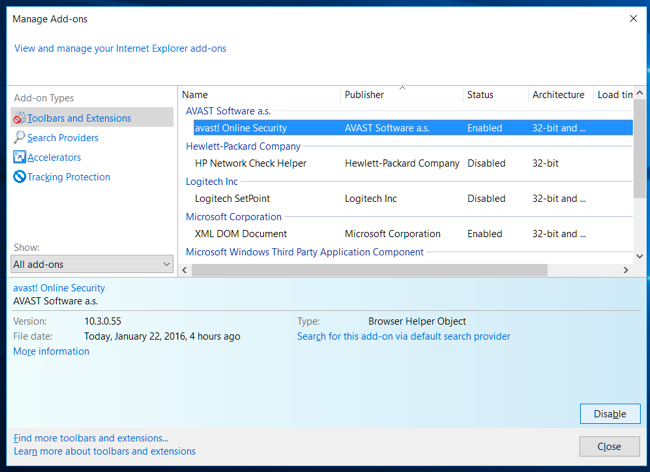 Manage Add-ons
View and manage your Internet Explorer add-ons
Add-on Types
Toolbars and Extensions
Search Providers
Accelerators
Tracking Protection
Show:
All add-ons
Name Publisher Status Architecture Load tim
AVAST Software a.s.
avast! Online Security AVAST Software a.s. Enabled 32-bit and ...
Hewlett-Packard Company
HP Network Check Helper Hewlett-Packard Company Disabled 32-bit
Logitech Inc
Logitech SetPoint Logitech Inc Disabled 32-bit and ...
Microsoft Corporation
XML DOM Document Microsoft Corporation Enabled 32-bit and ...
Microsoft Windows Third Party Application Component
avast! Online Security
AVAST Software a.s.
Version: 10.3.0.55 Type: Browser Helper Object
File date: Today, January 22, 2016, 4 hours ago Search for this add-on via default search provider
More information
Disable
Find more toolbars and extensions...
Learn more about toolbars and extensions
Close